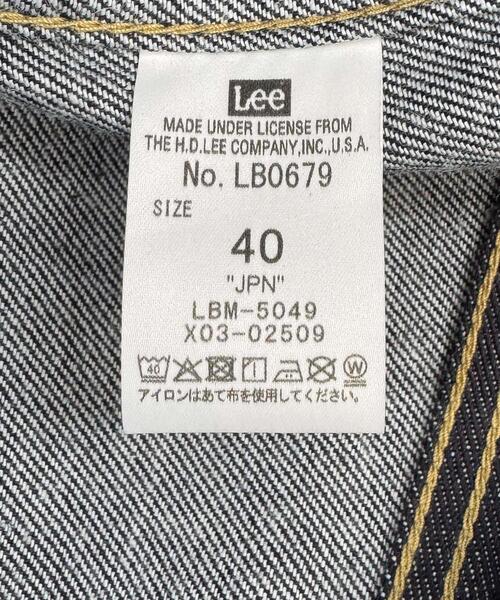 Lee
MADE UNDER LICENSE FROM
THE H.D.LEE COMPANY,INC.,U.S.A.
No. LB0679
SIZE
40
"JPN"
LBM-5049
X03-02509
40 W
アイロンはあて布を使用してください。